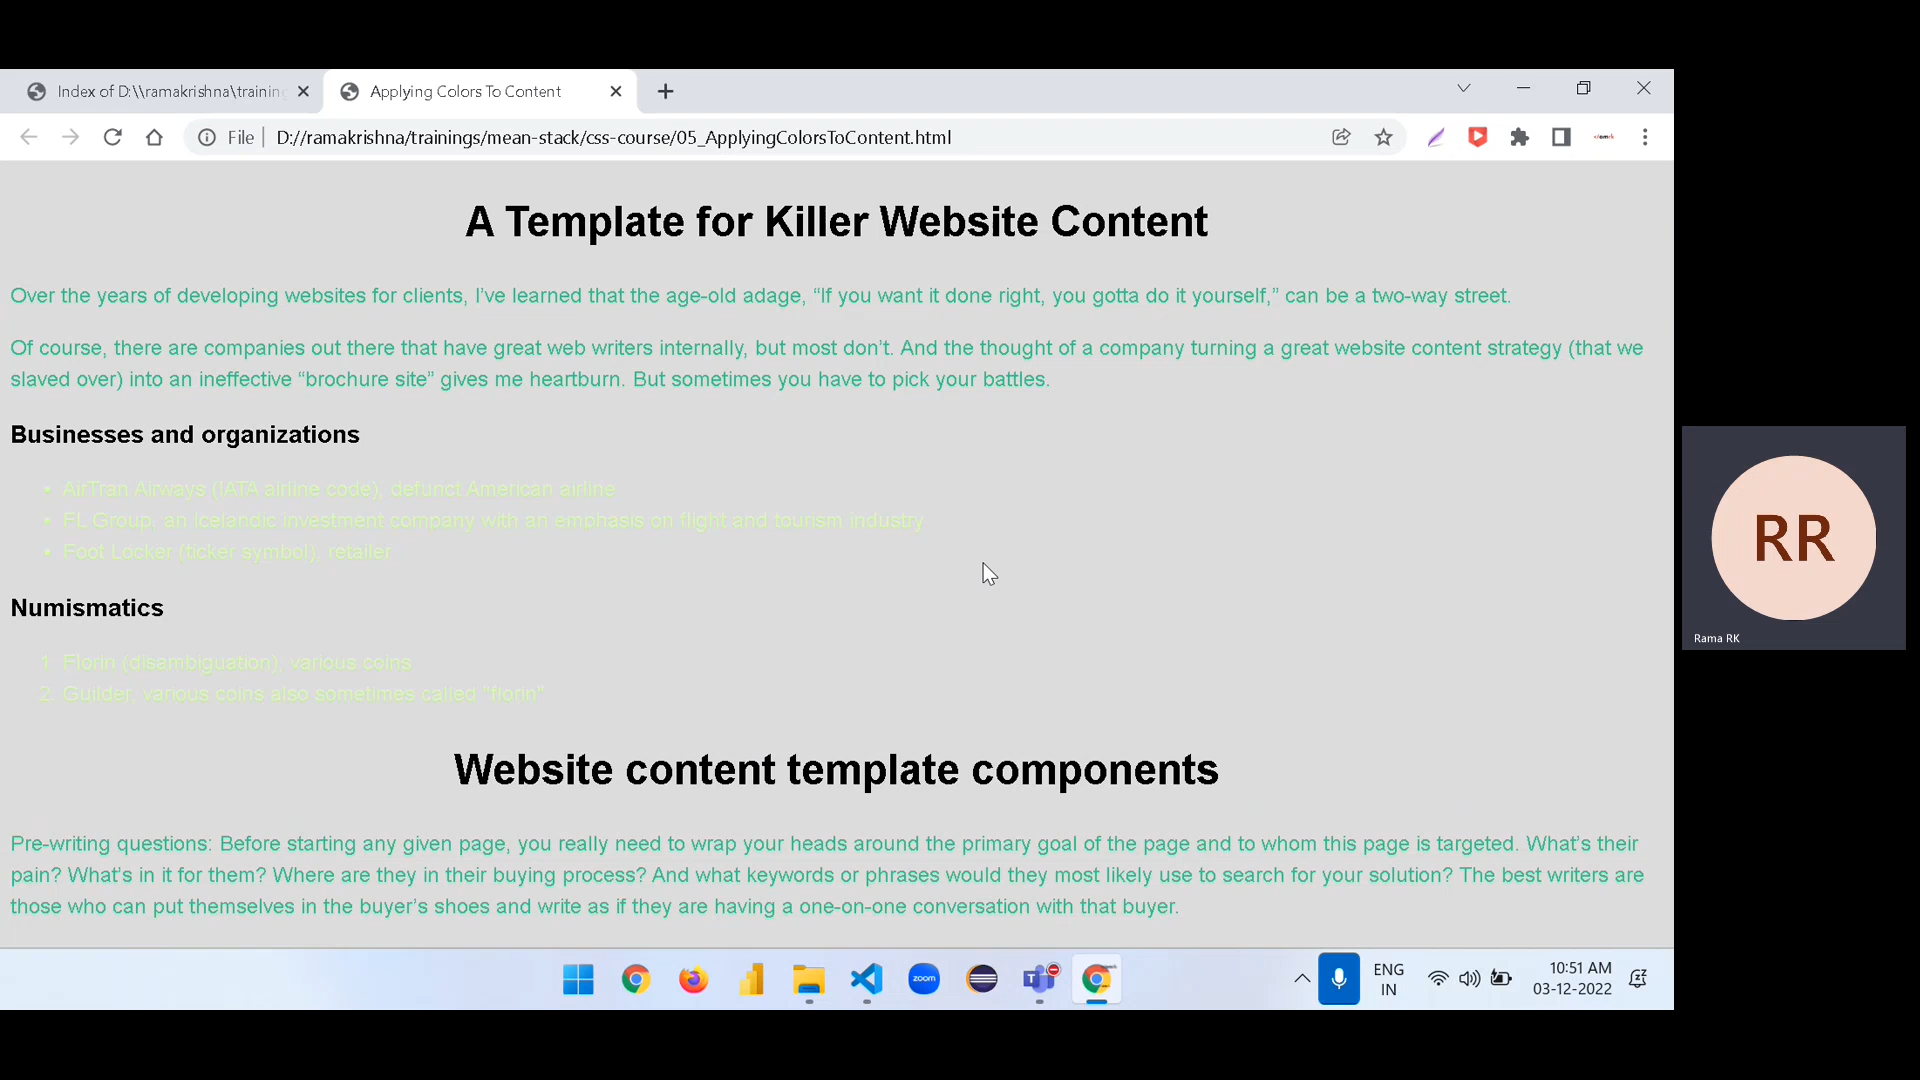 Index of D:\\ramakrishna\trainin
Applying Colors To Content
File
D://ramakrishna/trainings/mean-stack/css-course/05_ApplyingColorsToContent.html
A Template for Killer Website Content
Over the years of developing websites for clients, I’ve learned that the age-old adage, “If you want it done right, you gotta do it yourself,” can be a two-way street.
Of course, there are companies out there that have great web writers internally, but most don’t. And the thought of a company turning a great website content strategy (that we
slaved over) into an ineffective “brochure site” gives me heartburn. But sometimes you have to pick your battles.
Businesses and organizations
• AirTran Airways (IATA airline code), defunct American airline
• FL Group, an Icelandic investment company with an emphasis on flight and tourism industry
• Foot Locker (ticker symbol), retailer
Numismatics
1. Florin (disambiguation), various coins
2. Guilder, various coins also sometimes called "florin"
Website content template components
Pre-writing questions: Before starting any given page, you really need to wrap your heads around the primary goal of the page and to whom this page is targeted. What’s their
pain? What’s in it for them? Where are they in their buying process? And what keywords or phrases would they most likely use to search for your solution? The best writers are
those who can put themselves in the buyer’s shoes and write as if they are having a one-on-one conversation with that buyer.
RR
Rama RK
zoom
ENG
IN
10:51 AM
03-12-2022